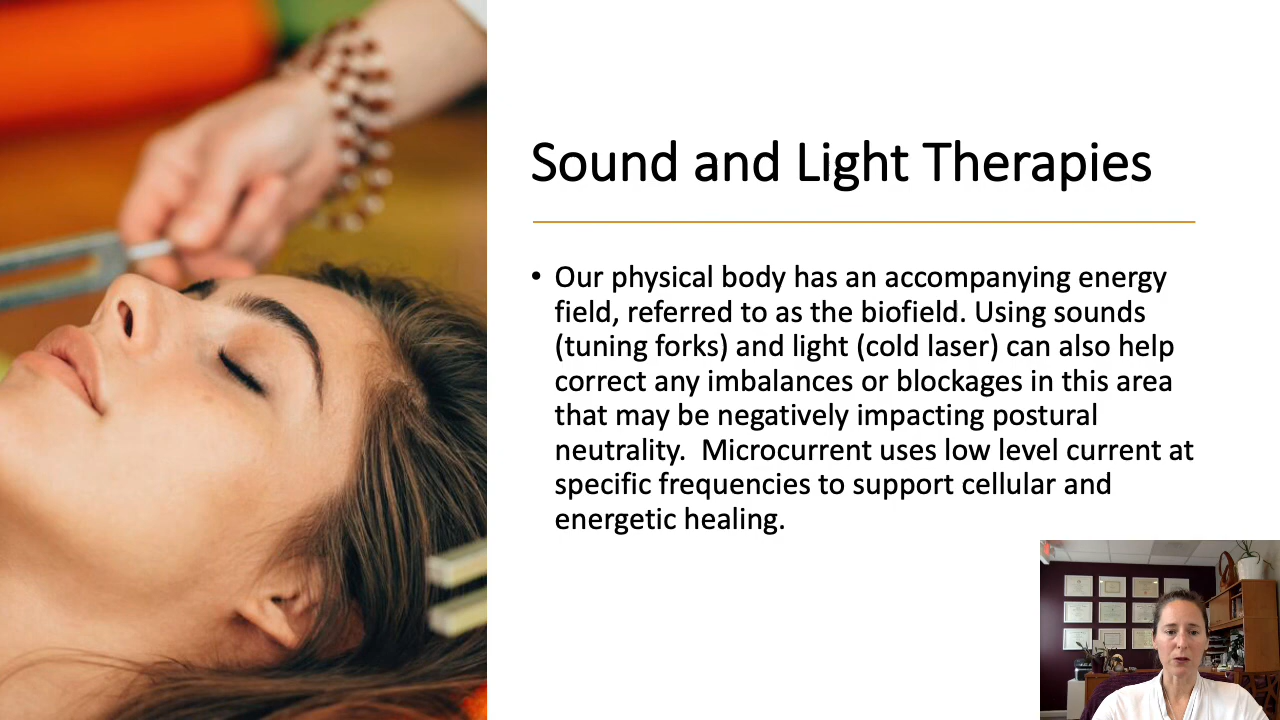 Sound and Light Therapies
• Our physical body has an accompanying energy
field, referred to as the biofield. Using sounds
(tuning forks) and light (cold laser) can also help
correct any imbalances or blockages in this area
that may be negatively impacting postural
neutrality.  Microcurrent uses low level current at
specific frequencies to support cellular and
energetic healing.